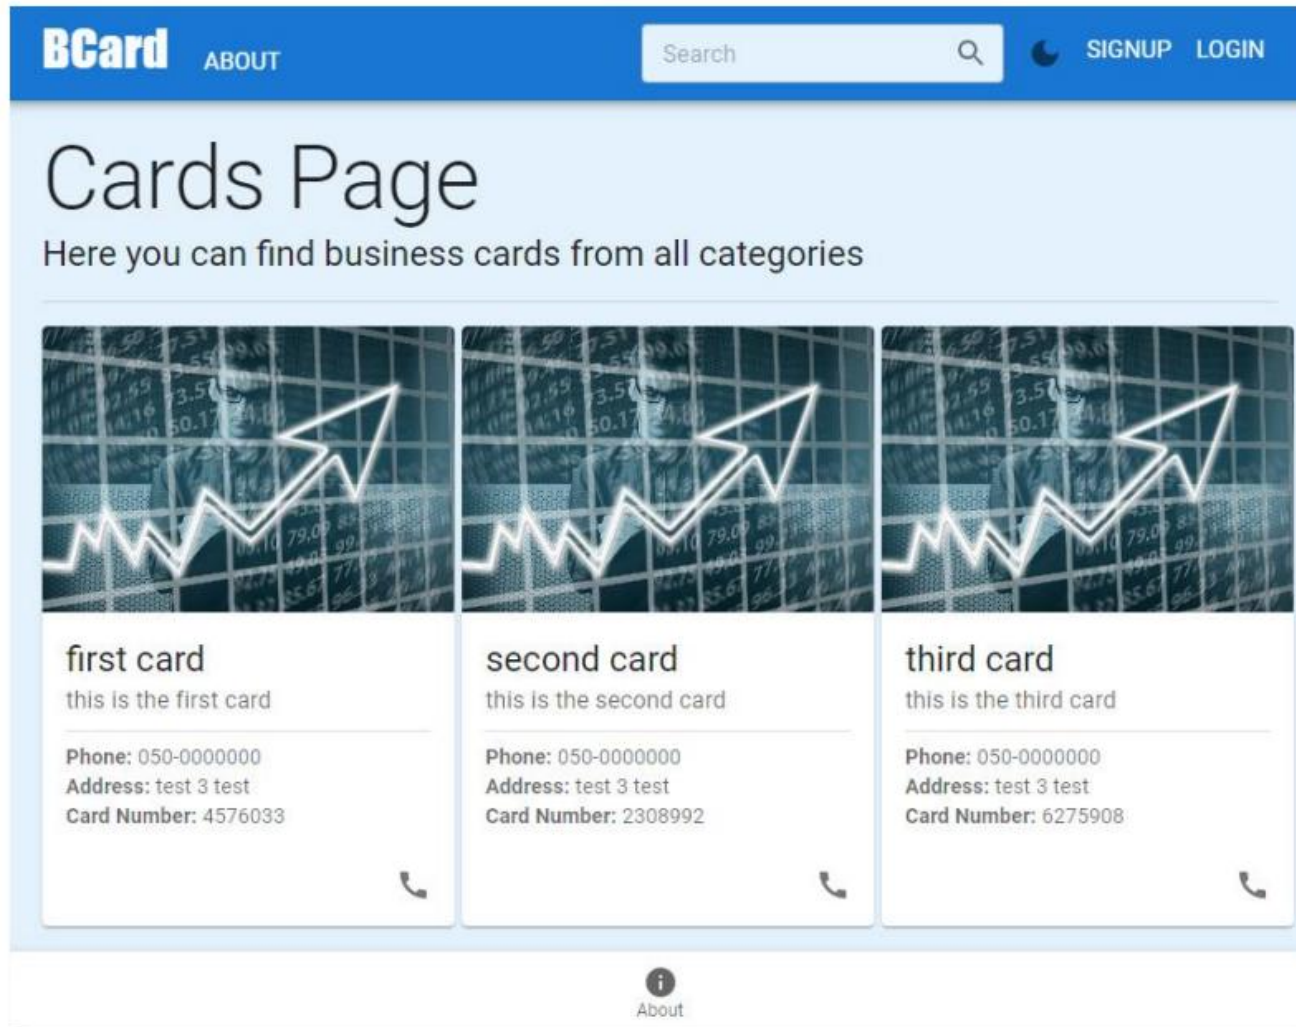 BCard ABOUT Search SIGNUP LOGIN
Cards Page
Here you can find business cards from all categories
first card
this is the first card
Phone: 050-0000000
Address: test 3 test
Card Number: 4576033
second card
this is the second card
Phone: 050-0000000
Address: test 3 test
Card Number: 2308992
third card
this is the third card
Phone: 050-0000000
Address: test 3 test
Card Number: 6275908
About